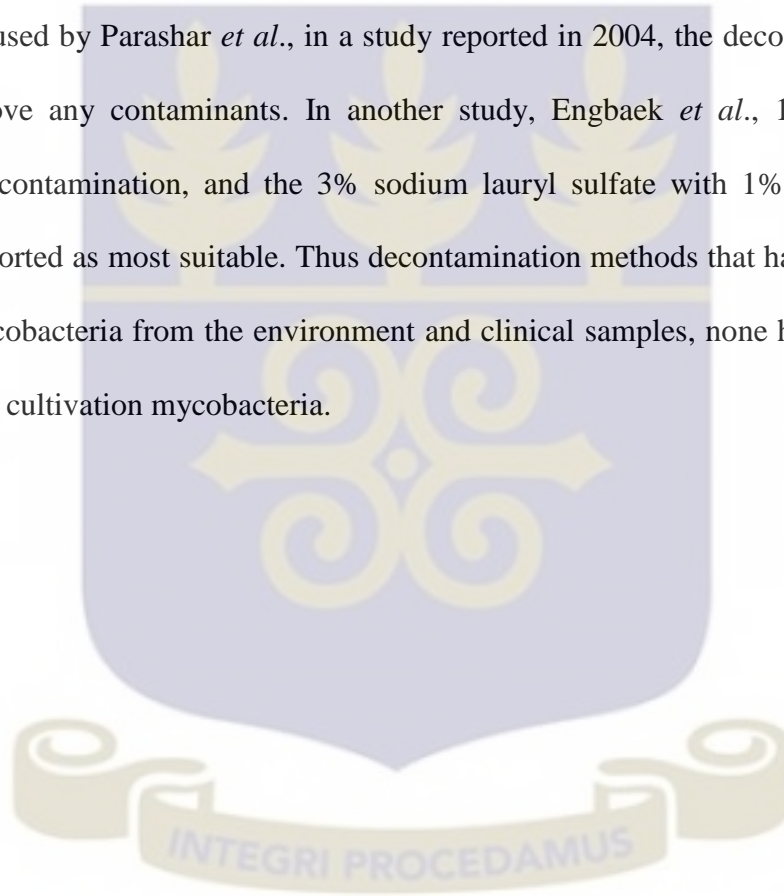 used by Parashar et al., in a study reported in 2004, the deco
ove any contaminants. In another study, Engbaek et al., 1
contamination, and the 3% sodium lauryl sulfate with 1%
orted as most suitable. Thus decontamination methods that ha
cobacteria from the environment and clinical samples, none h
cultivation mycobacteria.
INTEGRI PROCEDAMUS